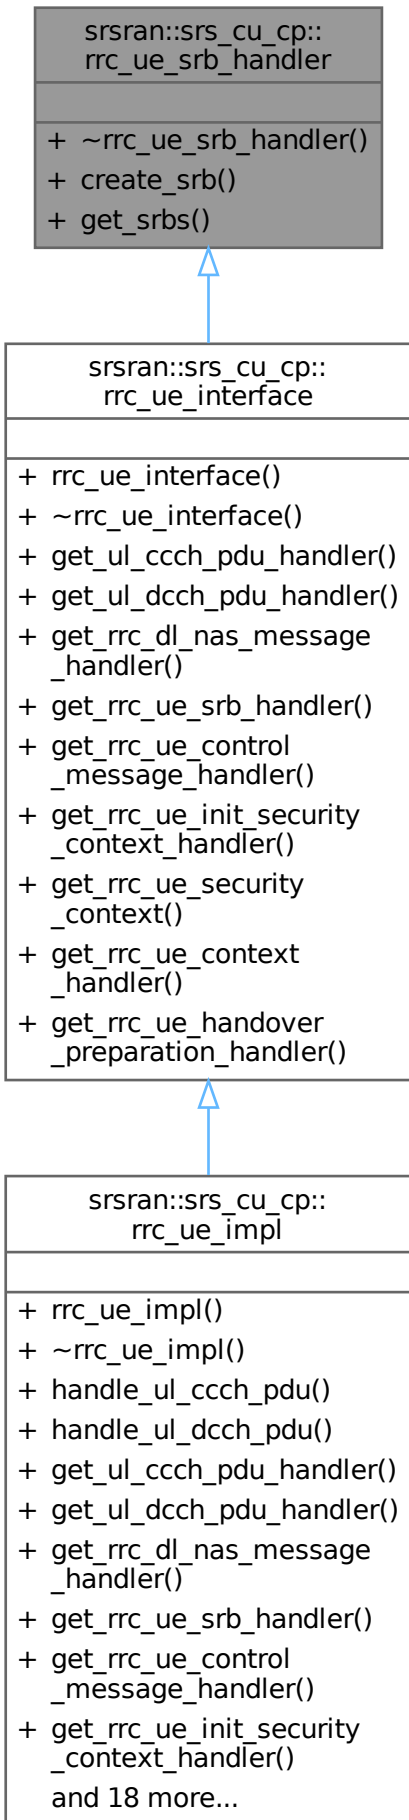 srsran::srs_cu_cp::
rrc_ue_srb_handler
+ ~rrc_ue_srb_handler()
+ create_srb()
+ get_srbs()
srsran::srs_cu_cp::
rrc_ue_interface
+ rrc_ue_interface()
+ ~rrc_ue_interface()
+ get_ul_ccch_pdu_handler()
+ get_ul_dcch_pdu_handler()
+ get_rrc_dl_nas_message
_handler()
+ get_rrc_ue_srb_handler()
+ get_rrc_ue_control
_message_handler()
+ get_rrc_ue_init_security
_context_handler()
+ get_rrc_ue_security
_context()
+ get_rrc_ue_context
_handler()
+ get_rrc_ue_handover
_preparation_handler()
srsran::srs_cu_cp::
rrc_ue_impl
+ rrc_ue_impl()
+ ~rrc_ue_impl()
+ handle_ul_ccch_pdu()
+ handle_ul_dcch_pdu()
+ get_ul_ccch_pdu_handler()
+ get_ul_dcch_pdu_handler()
+ get_rrc_dl_nas_message
_handler()
+ get_rrc_ue_srb_handler()
+ get_rrc_ue_control
_message_handler()
+ get_rrc_ue_init_security
_context_handler()
and 18 more...